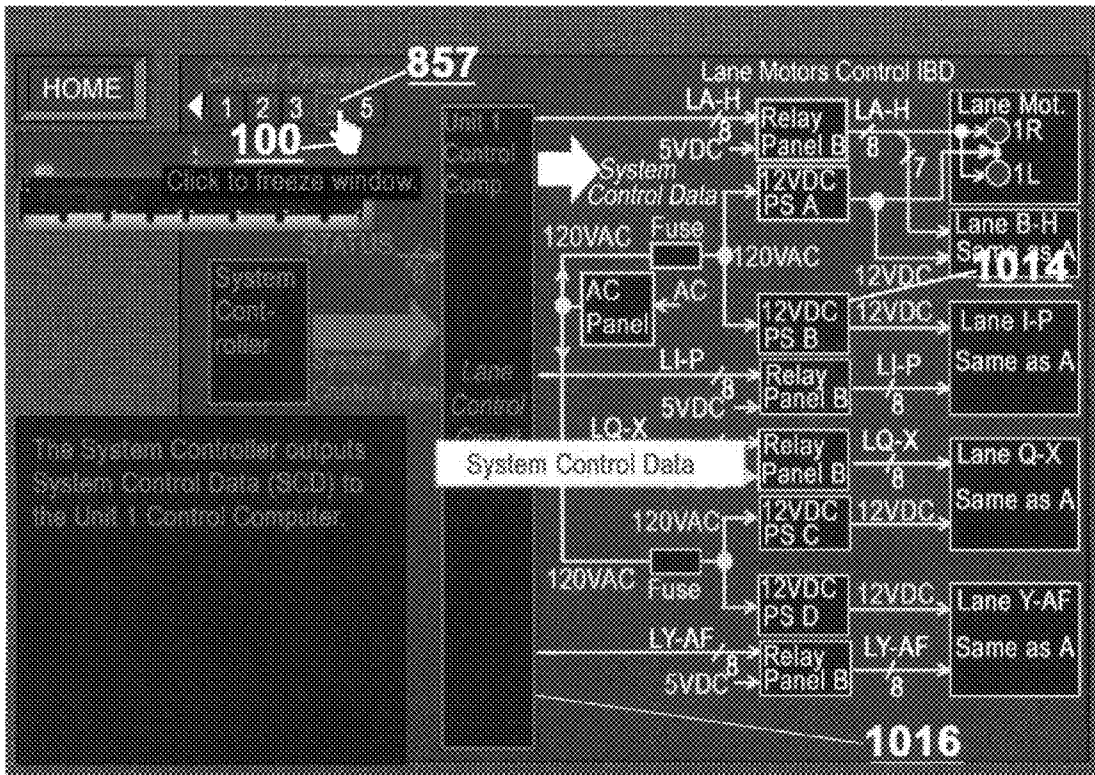 HOME
Circuit Operation
1 2 3 5
857
100
Click to freeze window.
System
Cont-
roller
The System Controller outputs
System Control Data (SCD) to
the Unit 1 Control Computer
Unit 1
Control
Comp.
Lane
Control
System
Control Data
System Control Data
Lane Motors Control IBD
LA-H
8
5VDC
Relay
Panel B
LA-H
8
7
Lane Mot.
1R
1L
12VDC
PS A
120VAC
Fuse
120VAC
AC
Panel
AC
Lane B-H
Same as A
12VDC
1014
12VDC
PS B
12VDC
Lane I-P
Same as A
LI-P
8
5VDC
Relay
Panel B
LI-P
8
LQ-X
Relay
Panel B
LQ-X
8
Lane Q-X
Same as A
120VAC
12VDC
PS C
12VDC
120VAC
Fuse
12VDC
PS D
12VDC
Lane Y-AF
Same as A
LY-AF
8
5VDC
Relay
Panel B
LY-AF
8
1016